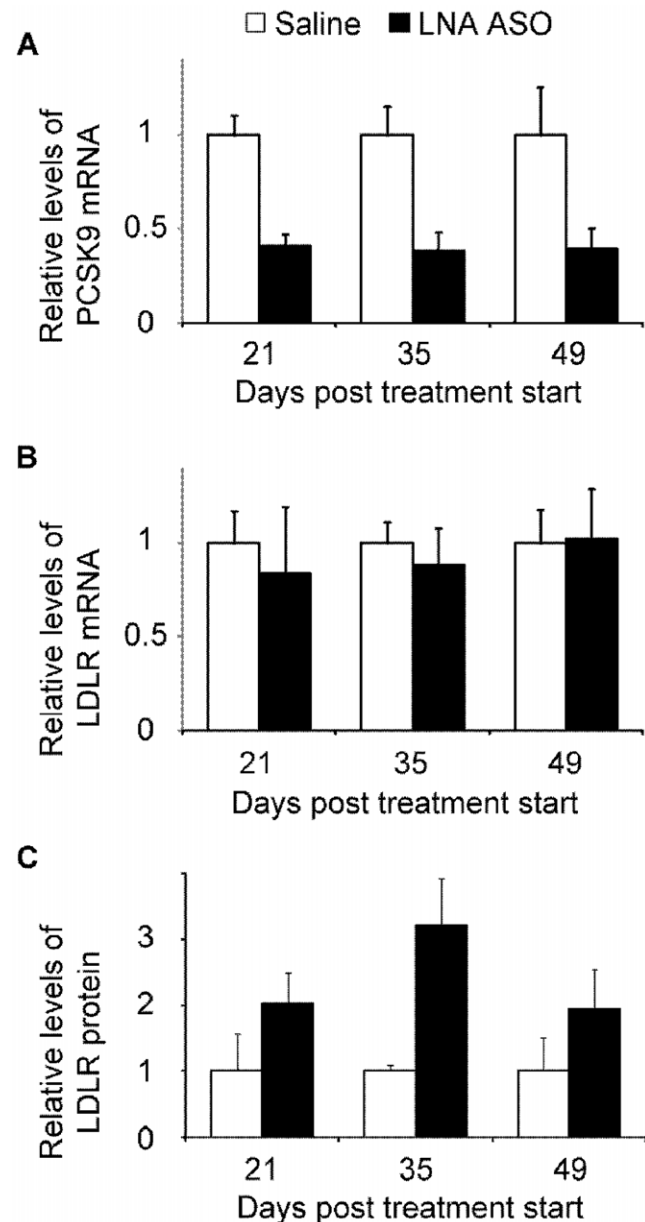 Saline LNA ASO
A
Relative levels of
PCSK9 mRNA
1
0.5
0
21 35 49
Days post treatment start
B
Relative levels of
LDLR mRNA
1
0.5
0
21 35 49
Days post treatment start
C
Relative levels of
LDLR protein
3
2
1
0
21 35 49
Days post treatment start